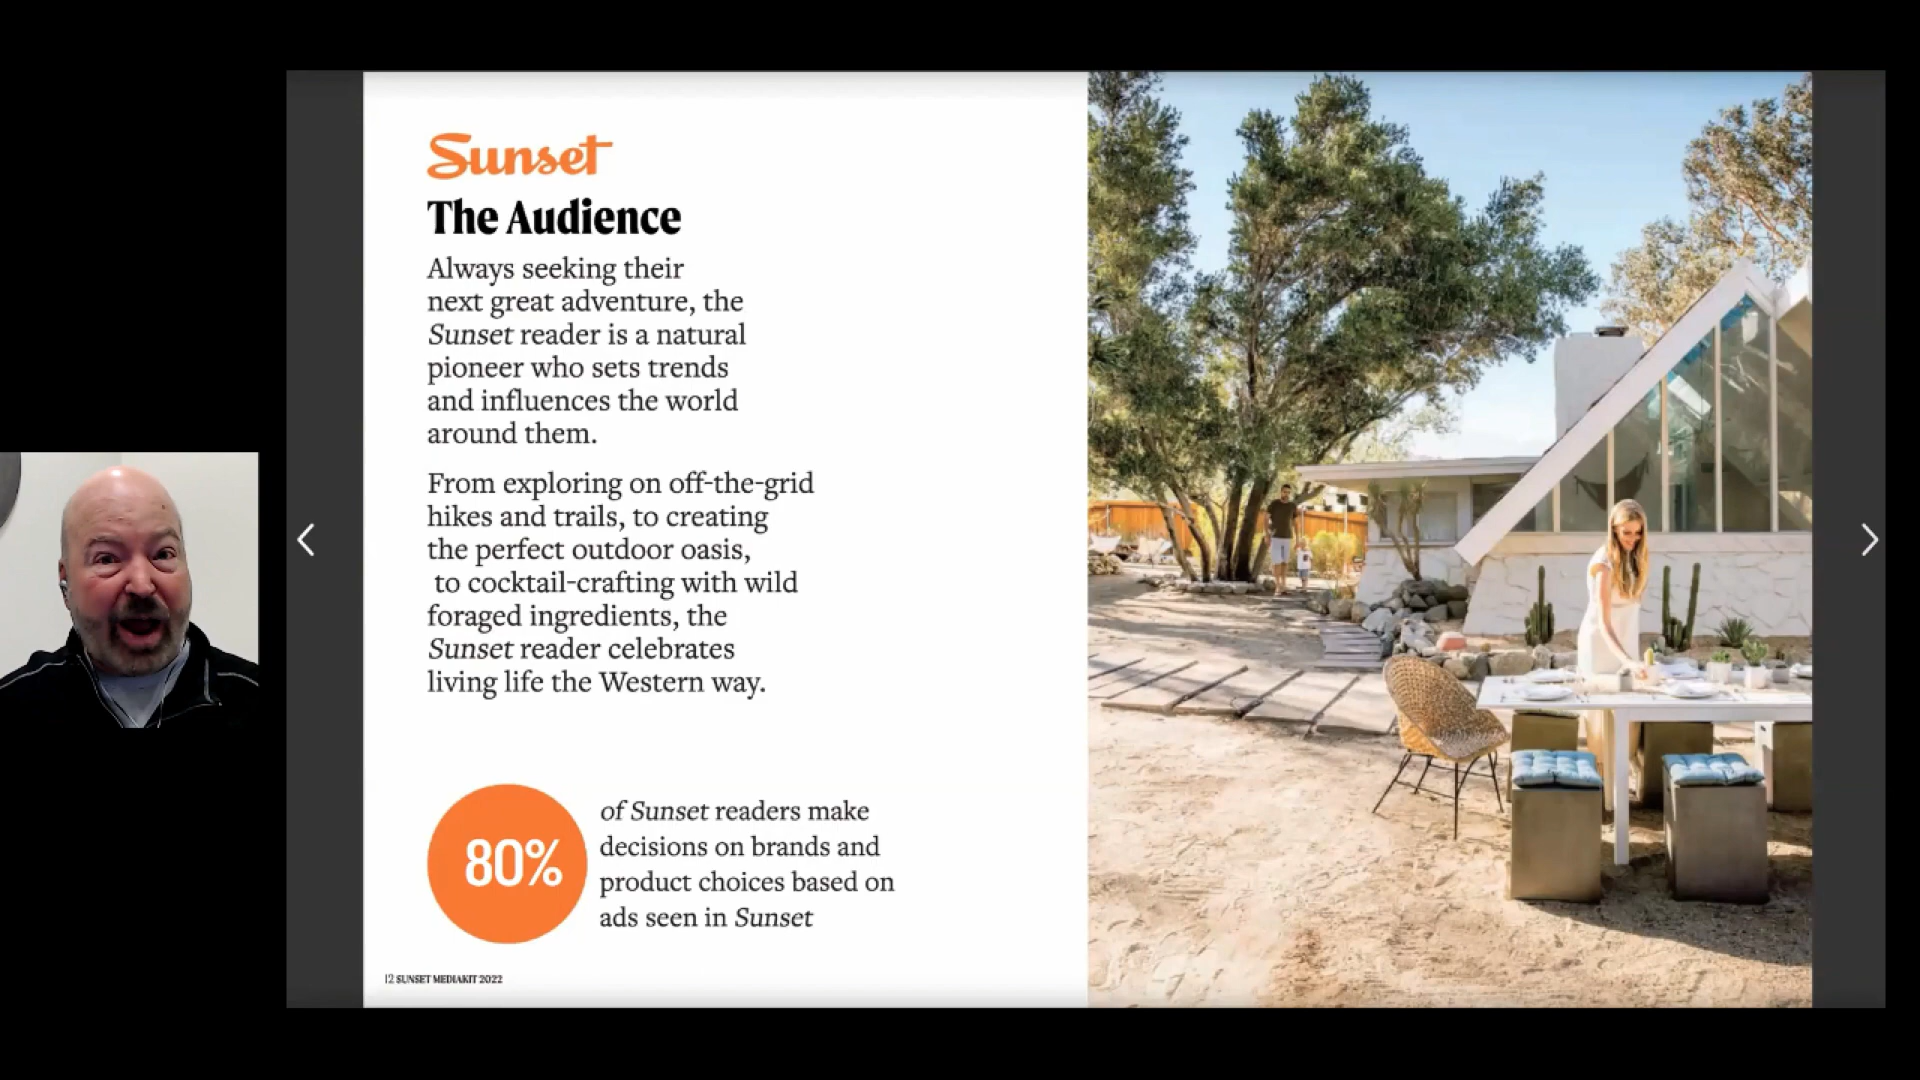 Sunset
The Audience
Always seeking their
next great adventure, the
Sunset reader is a natural
pioneer who sets trends
and influences the world
around them.
From exploring on off-the-grid
hikes and trails, to creating
the perfect outdoor oasis,
to cocktail-crafting with wild
foraged ingredients, the
Sunset reader celebrates
living life the Western way.
80%
of Sunset readers make
decisions on brands and
product choices based on
ads seen in Sunset
12 SUNSET MEDIAKIT 2022